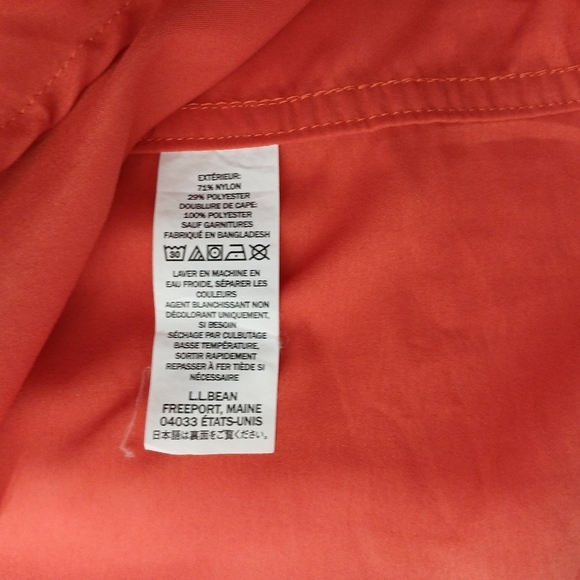 EXTÉRIEUR:
71% NYLON
29% POLYESTER
DOUBLURE DE CAPE:
100% POLYESTER
SAUF GARNITURES
FABRIQUÉ EN BANGLADESH
30
LAVER EN MACHINE EN
EAU FROIDE, SÉPARER LES
COULEURS
AGENT BLANCHISSANT NON
DÉCOLORANT UNIQUEMENT,
SI BESOIN
SÉCHAGE PAR CULBUTAGE
BASSE TEMPÉRATURE,
SORTIR RAPIDEMENT
REPASSER À FER TIÈDE SI
NÉCESSAIRE
L.L.BEAN
FREEPORT, MAINE
04033 ÉTATS-UNIS
日本語は裏面をご覧ください。